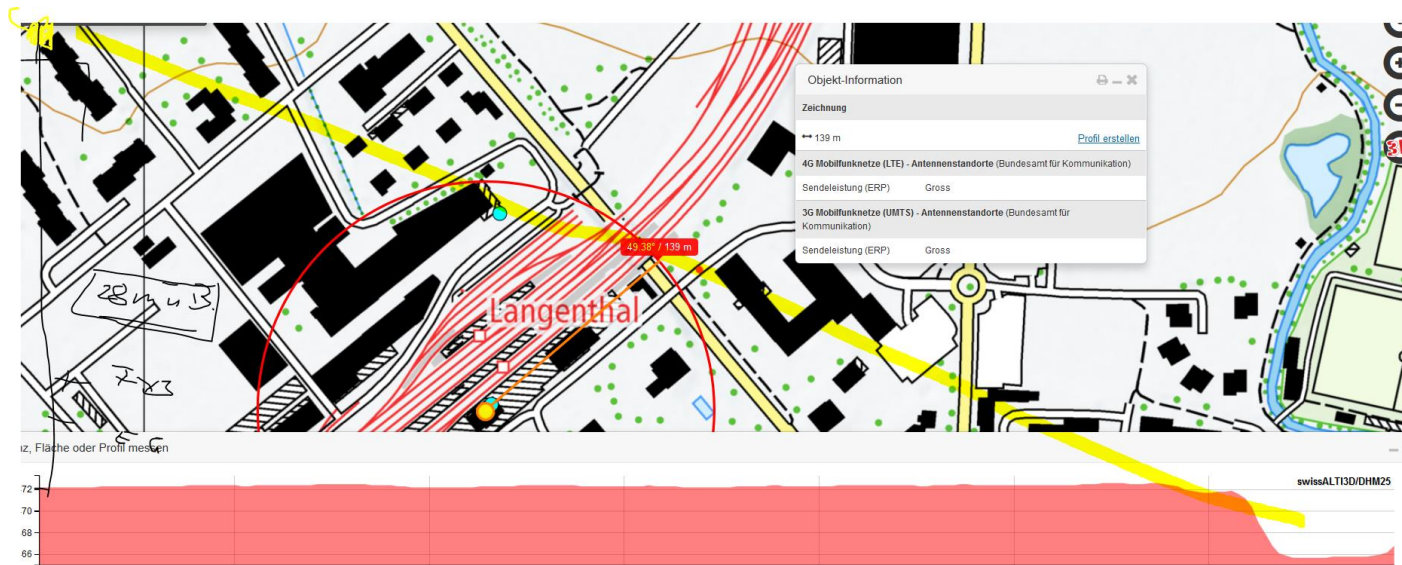 Objekt-Information
Zeichnung
139 m
Profil erstellen
4G Mobilfunknetze (LTE) - Antennenstandorte (Bundesamt für Kommunikation)
Sendeleistung (ERP) Gross
3G Mobilfunknetze (UMTS) - Antennenstandorte (Bundesamt für
Kommunikation)
Sendeleistung (ERP) Gross
49.38° / 139 m
Langenthal
nz, Fläche oder Profil messen
swissALTI3D/DHM25
72
70
68
66